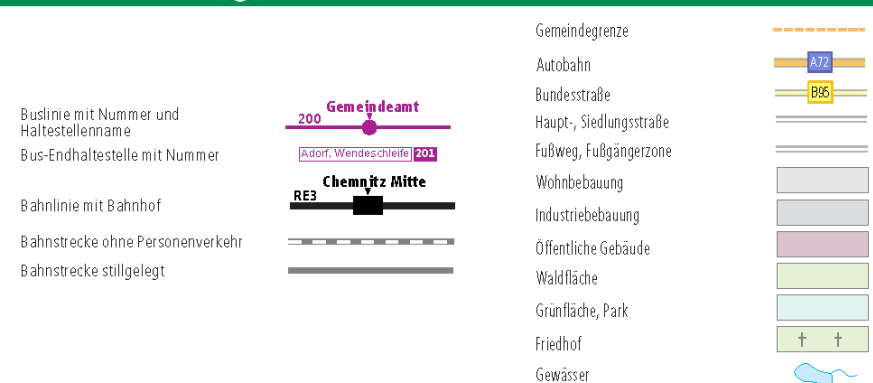 Buslinie mit Nummer und
Haltestellenname
200
Gemeindeamt
Bus-Endhaltestelle mit Nummer
Adorf, Wendeschleife 201
Bahnlinie mit Bahnhof
RE3
Chemnitz Mitte
Bahnstrecke ohne Personenverkehr
Bahnstrecke stillgelegt
Gemeindegrenze
Autobahn
A72
Bundesstraße
B95
Haupt-, Siedlungsstraße
Fußweg, Fußgängerzone
Wohnbebauung
Industriebebauung
Öffentliche Gebäude
Waldfläche
Grünfläche, Park
Friedhof
Gewässer